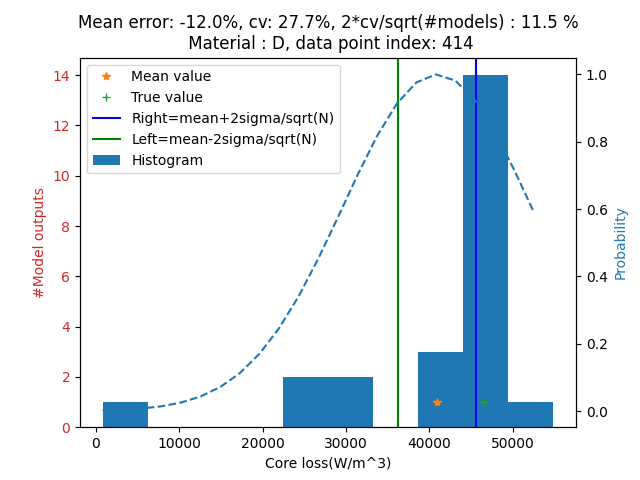 Mean error: -12.0%, cv: 27.7%, 2*cv/sqrt(#models) : 11.5 %
Material : D, data point index: 414
Mean value
True value
Right=mean+2sigma/sqrt(N)
Left=mean-2sigma/sqrt(N)
Histogram
#Model outputs
14
12
10
8
6
4
2
0
Probability
1.0
0.8
0.6
0.4
0.2
0.0
0
10000
20000
30000
40000
50000
Core loss(W/m^3)